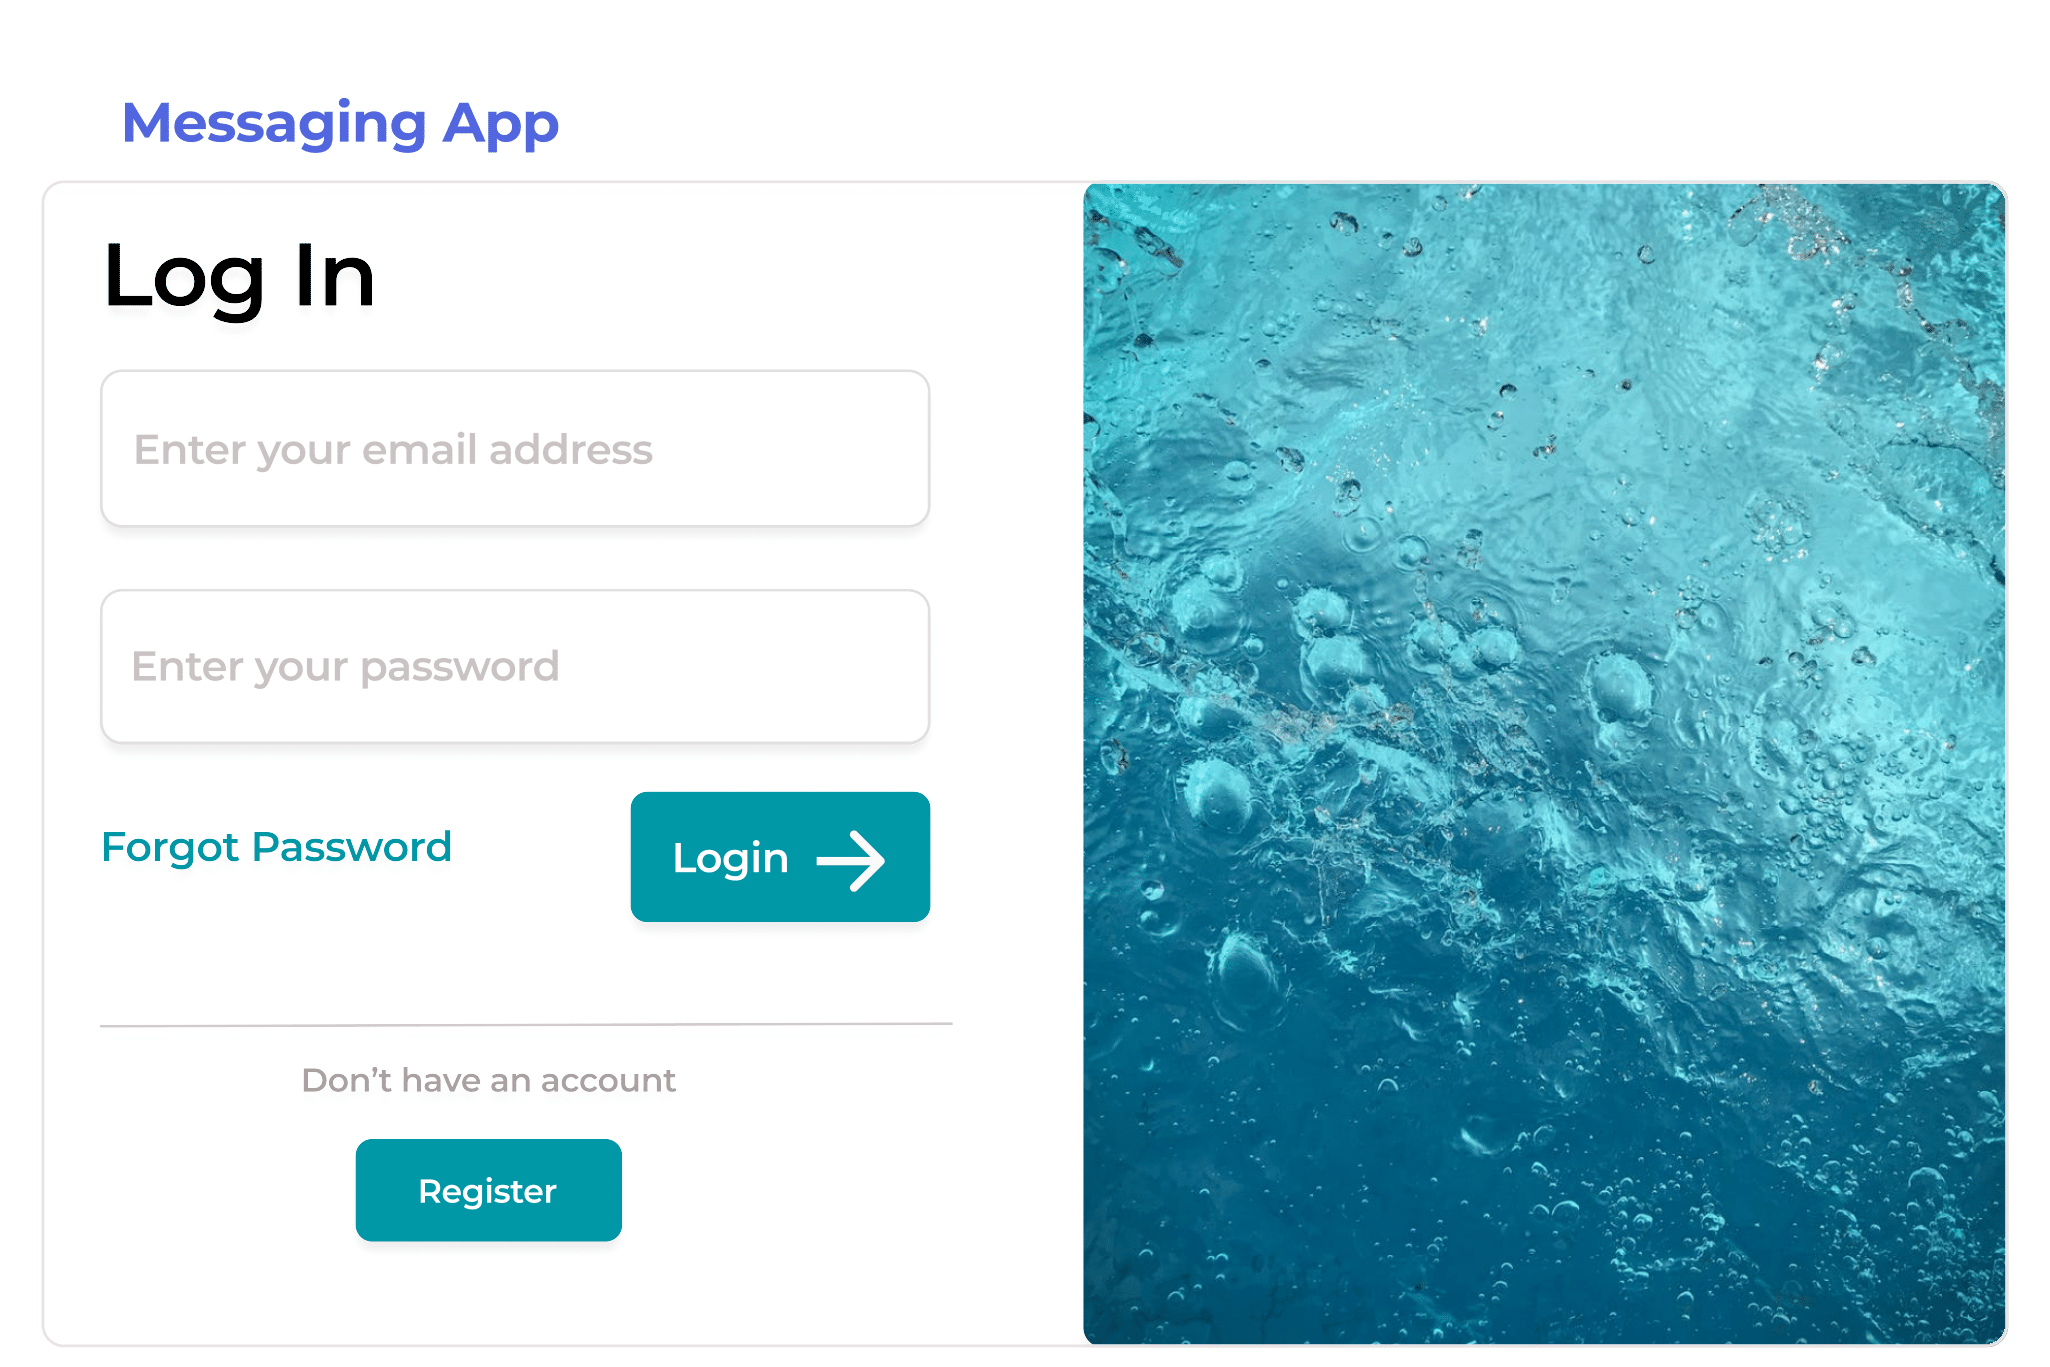 Messaging App
Log In
Enter your email address
Enter your password
Forgot Password
Login
Don’t have an account
Register